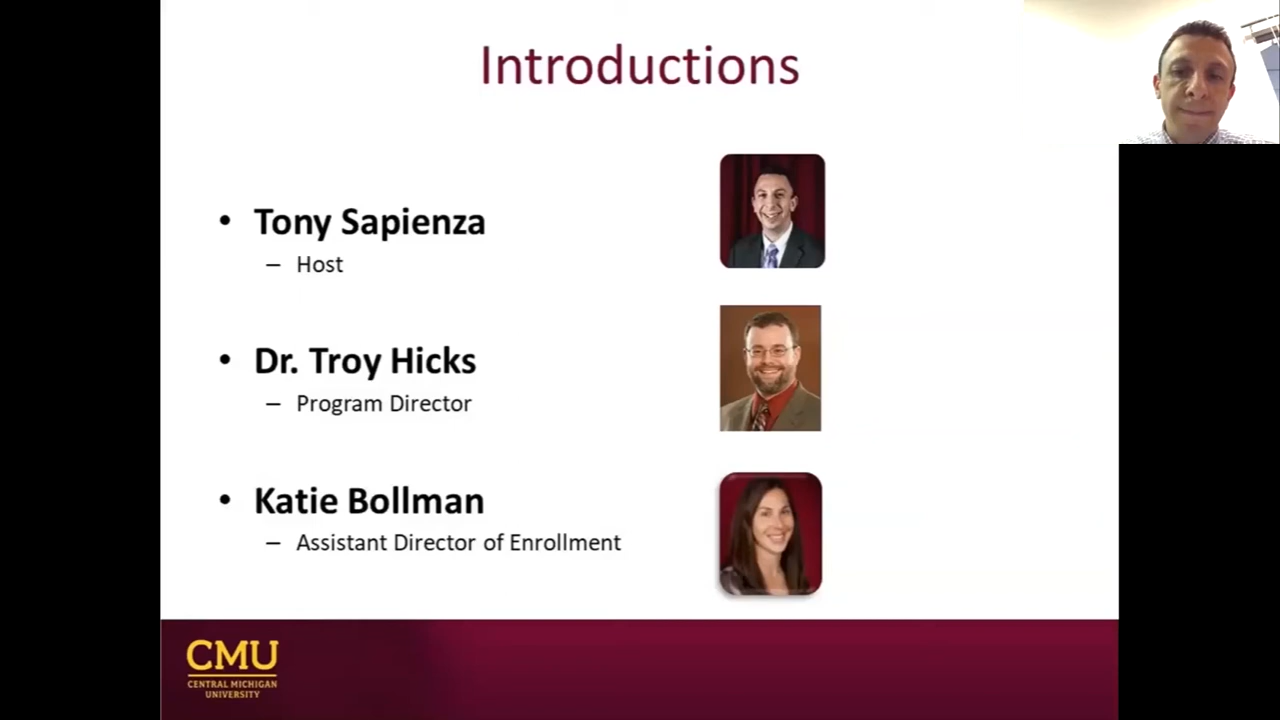 Introductions
• Tony Sapienza
– Host
• Dr. Troy Hicks
– Program Director
• Katie Bollman
– Assistant Director of Enrollment
CMU
CENTRAL MICHIGAN
UNIVERSITY